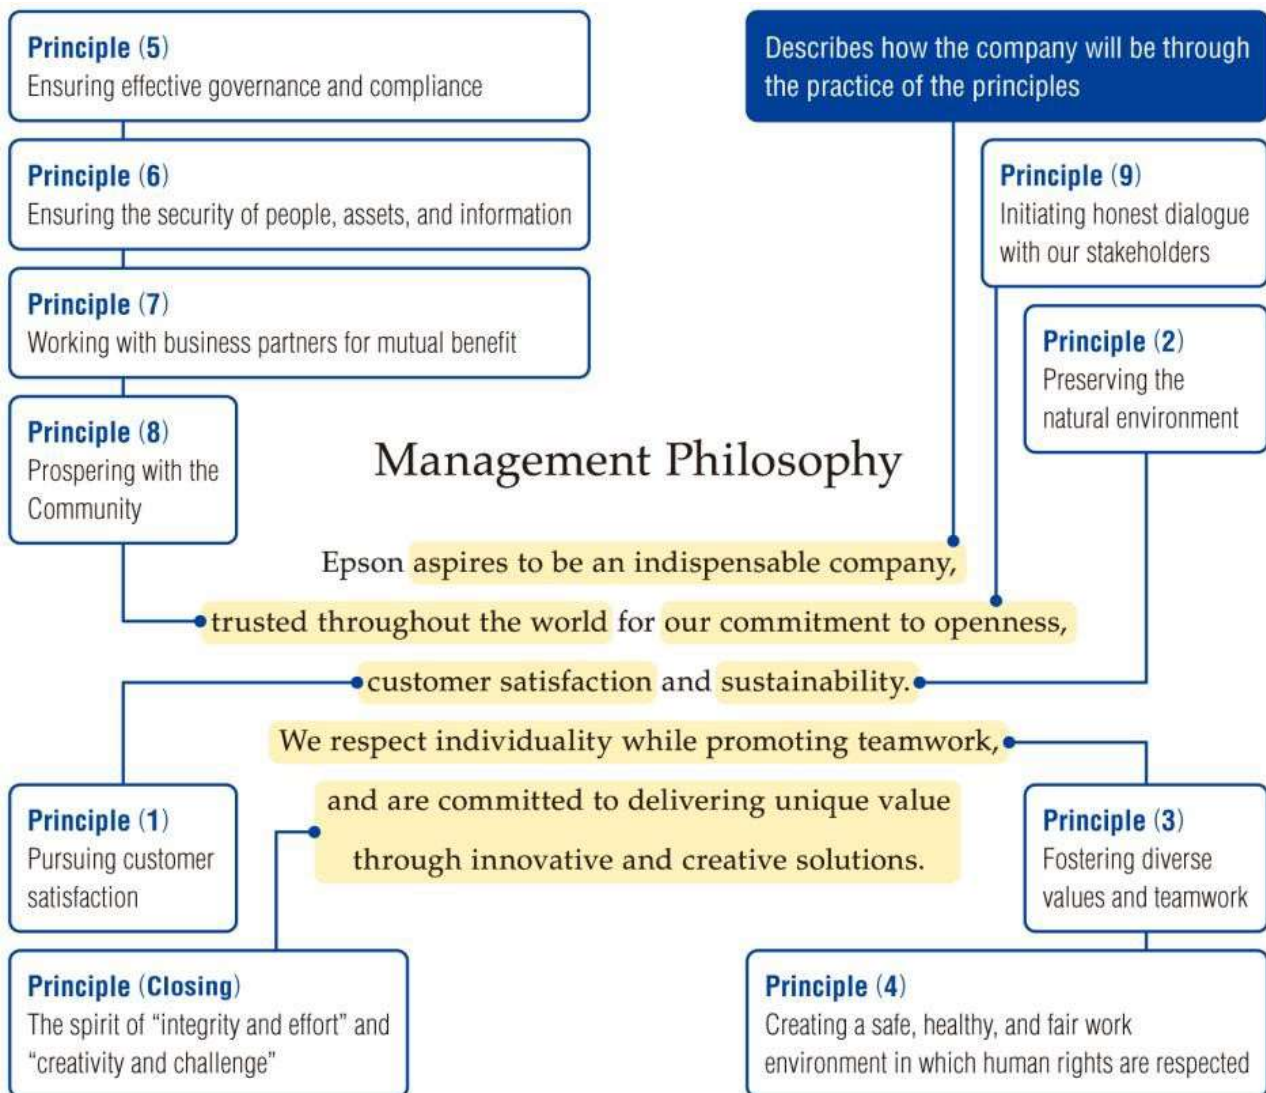 Principle (5)
Ensuring effective governance and compliance
Principle (6)
Ensuring the security of people, assets, and information
Principle (7)
Working with business partners for mutual benefit
Principle (8)
Prospering with the
Community
Describes how the company will be through
the practice of the principles
Principle (9)
Initiating honest dialogue
with our stakeholders
Principle (2)
Preserving the
natural environment
Management Philosophy
Epson aspires to be an indispensable company,
trusted throughout the world for our commitment to openness,
customer satisfaction and sustainability.
We respect individuality while promoting teamwork,
and are committed to delivering unique value
through innovative and creative solutions.
Principle (1)
Pursuing customer
satisfaction
Principle (3)
Fostering diverse
values and teamwork
Principle (Closing)
The spirit of “integrity and effort” and
“creativity and challenge”
Principle (4)
Creating a safe, healthy, and fair work
environment in which human rights are respected